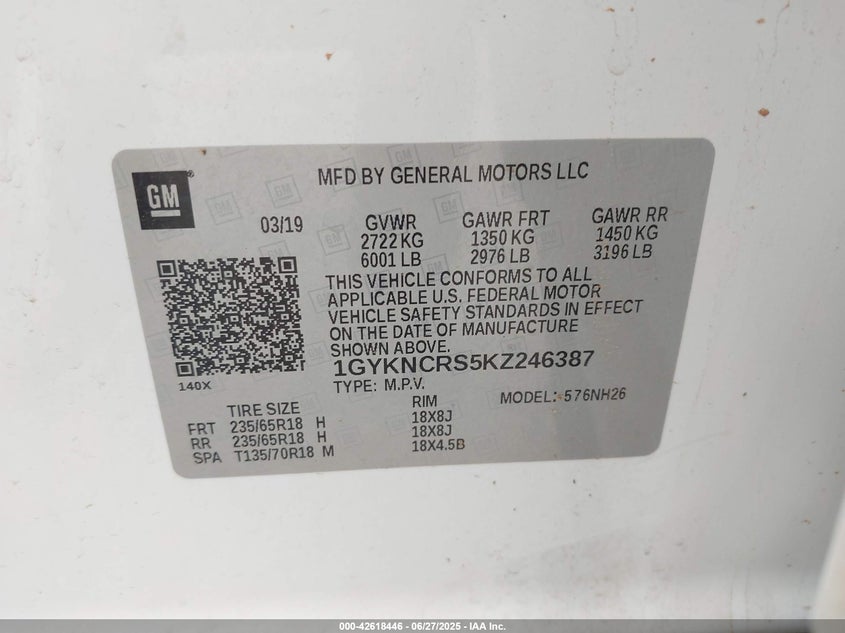 GM
MFD BY GENERAL MOTORS LLC
03/19
GVWR
2722 KG
6001 LB
GAWR FRT
1350 KG
2976 LB
GAWR RR
1450 KG
3196 LB
THIS VEHICLE CONFORMS TO ALL
APPLICABLE U.S. FEDERAL MOTOR
VEHICLE SAFETY STANDARDS IN EFFECT
ON THE DATE OF MANUFACTURE
SHOWN ABOVE.
1GYKNCRS5KZ246387
140X
TYPE: M.P.V.
MODEL: 576NH26
TIRE SIZE RIM
FRT 235/65R18 H 18X8J
RR 235/65R18 H 18X8J
SPA T135/70R18 M 18X4.5B
000-42618446 - 06/27/2025 - IAA Inc.